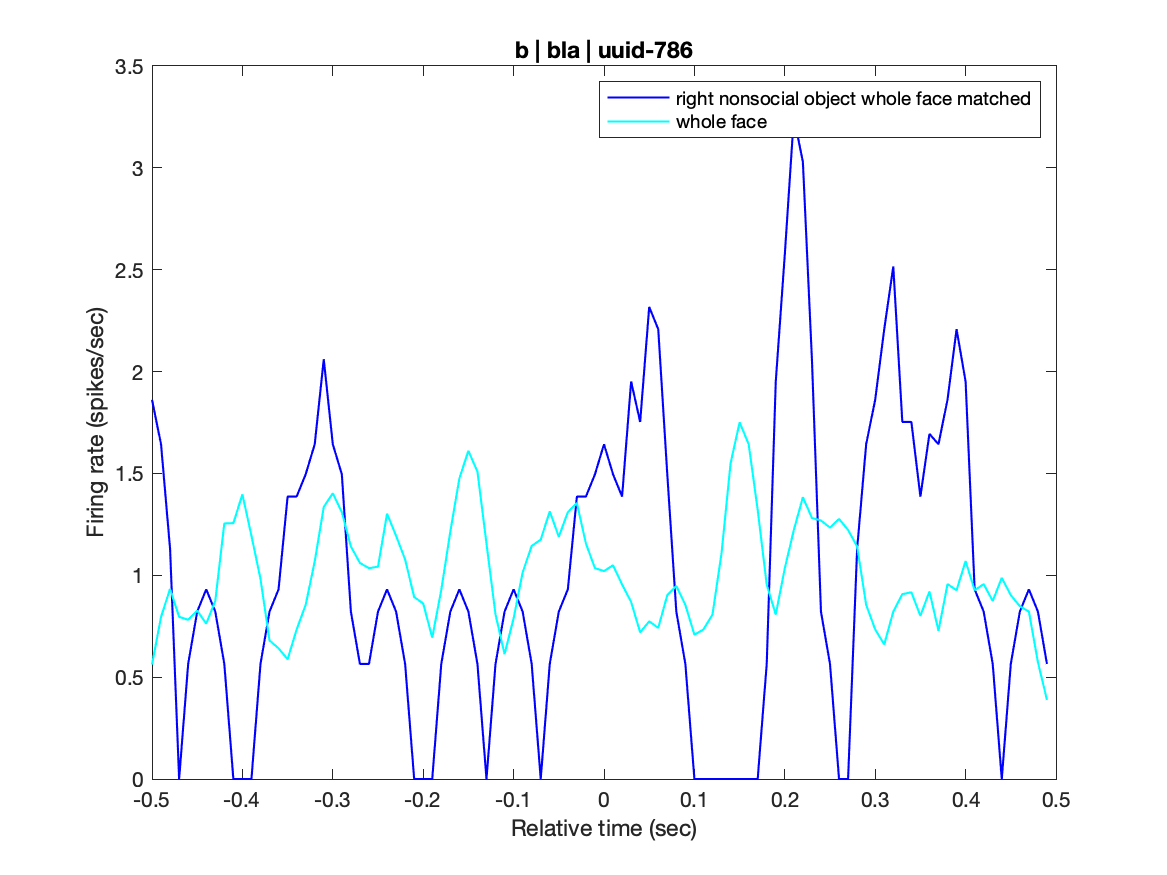 b | bla | uuid-786
3.5
3
2.5
2
1.5
1
0.5
0
Firing rate (spikes/sec)
right nonsocial object whole face matched
whole face
-0.5 -0.4 -0.3 -0.2 -0.1 0 0.1 0.2 0.3 0.4 0.5
Relative time (sec)